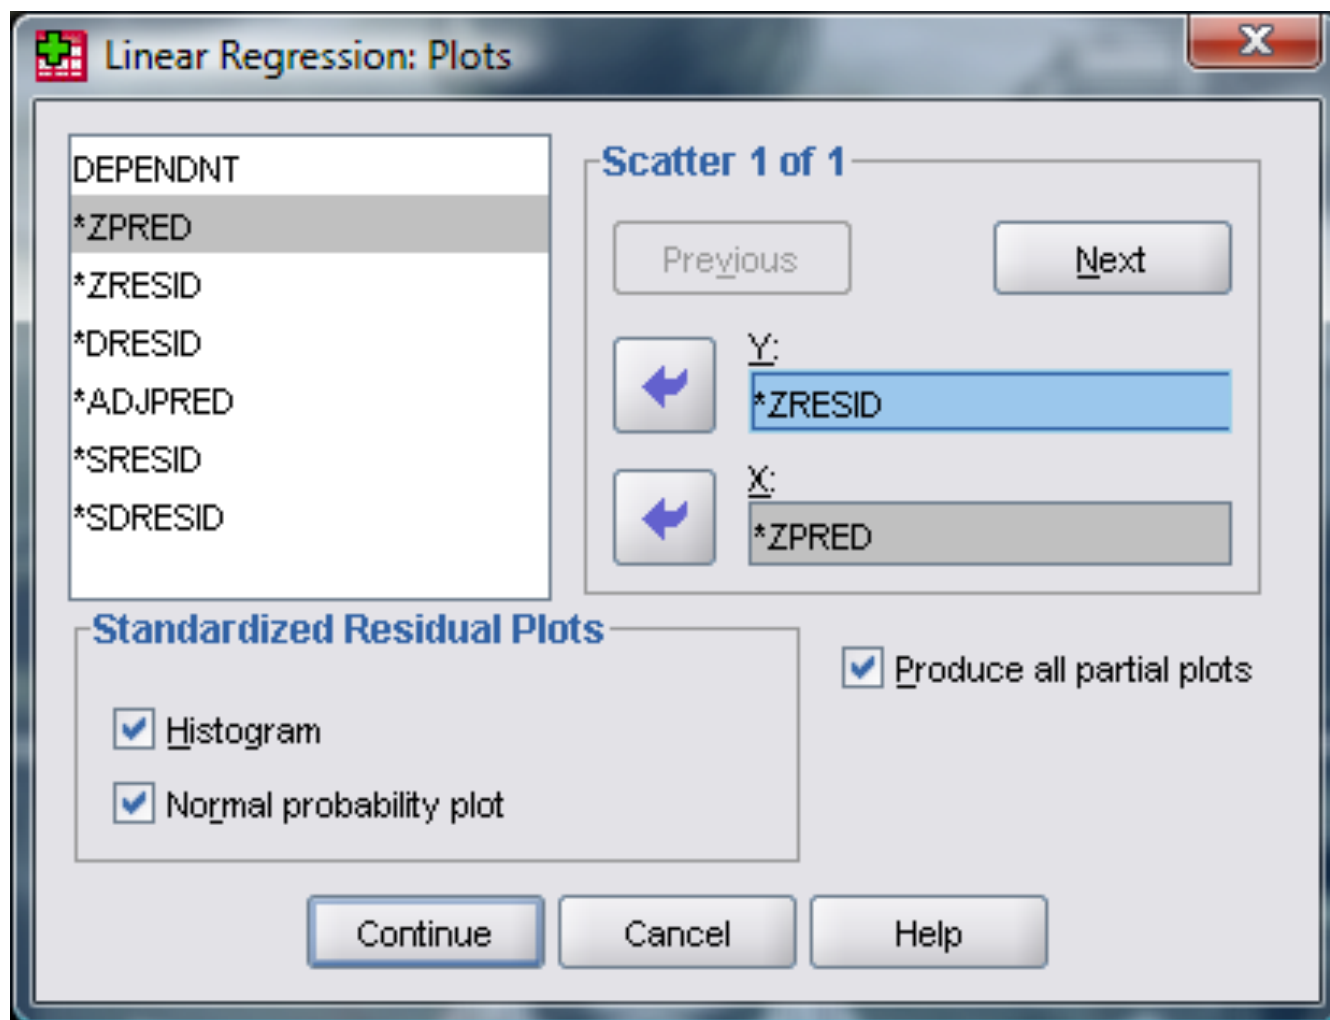 Linear Regression: Plots
DEPENDNT
*ZPRED
*ZRESID
*DRESID
*ADJPRED
*SRESID
*SDRESID
Scatter 1 of 1
Previous
Next
Y:
*ZRESID
X:
*ZPRED
Standardized Residual Plots
Histogram
Normal probability plot
Produce all partial plots
Continue
Cancel
Help